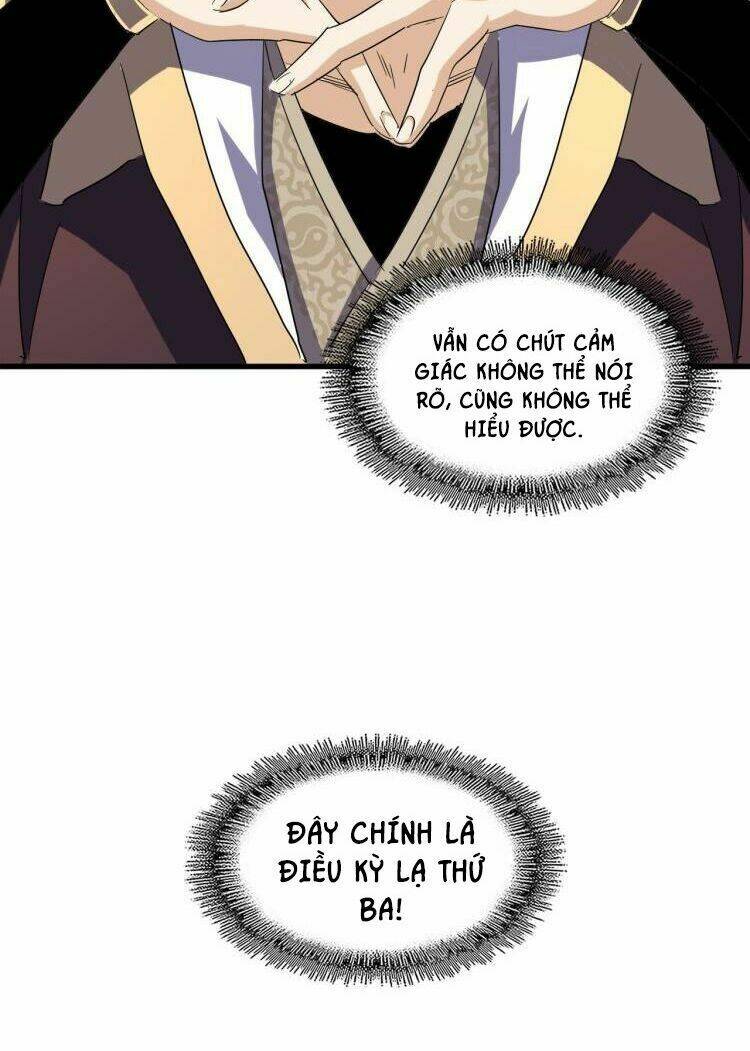 VẪN CÓ CHÚT CẢM
GIÁC KHÔNG THỂ NÓI
RÕ, CŨNG KHÔNG THỂ
HIỂU ĐƯỢC.
ĐÂY CHÍNH LÀ
ĐIỀU KỲ LẠ THỨ
BA!